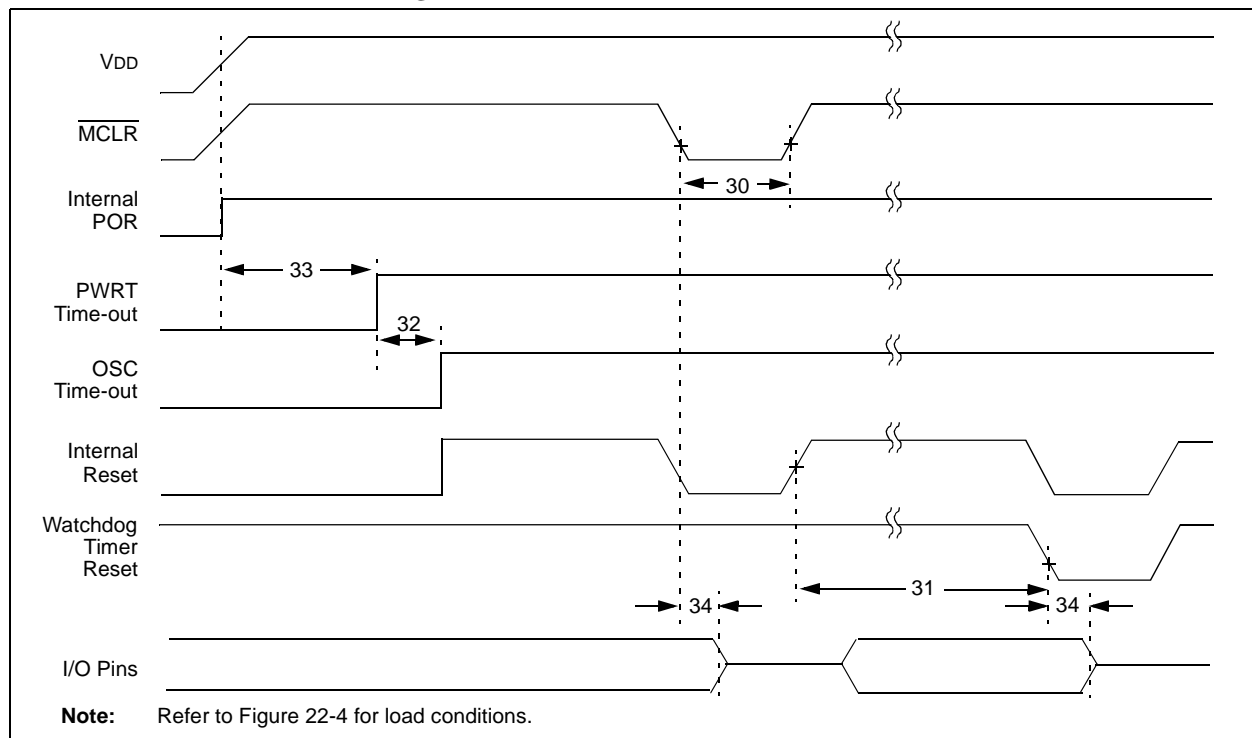 VDD
MCLR
30
Internal
POR
33
PWRT
Time-out
32
OSC
Time-out
Internal
Reset
Watchdog
Timer
Reset
31
34
34
I/O Pins
Note: Refer to Figure 22-4 for load conditions.